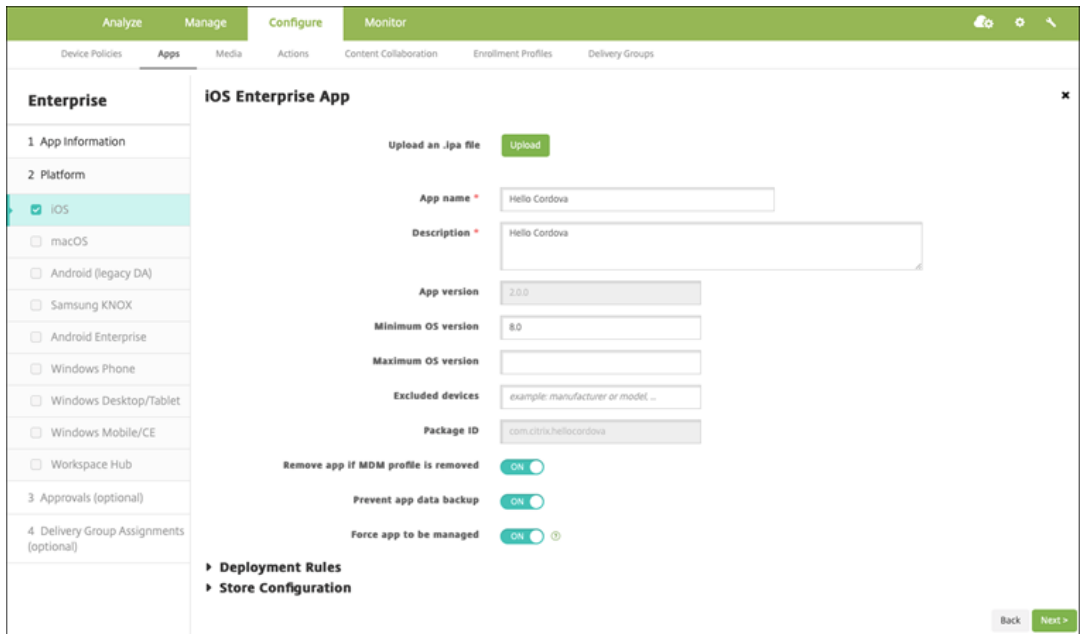 Analyze Manage Configure Monitor
Device Policies Apps Media Actions Content Collaboration Enrollment Profiles Delivery Groups
Enterprise
1 App Information
2 Platform
iOS
macOS
Android (legacy DA)
Samsung KNOX
Android Enterprise
Windows Phone
Windows Desktop/Tablet
Windows Mobile/CE
Workspace Hub
3 Approvals (optional)
4 Delivery Group Assignments
(optional)
iOS Enterprise App
Upload an .ipa file Upload
App name * Hello Cordova
Description * Hello Cordova
App version 2.0.0
Minimum OS version 8.0
Maximum OS version
Excluded devices example: manufacturer or model, ..
Package ID com.citrix.hellocordova
Remove app if MDM profile is removed ON
Prevent app data backup ON
Force app to be managed ON ?
Deployment Rules
Store Configuration
Back Next >